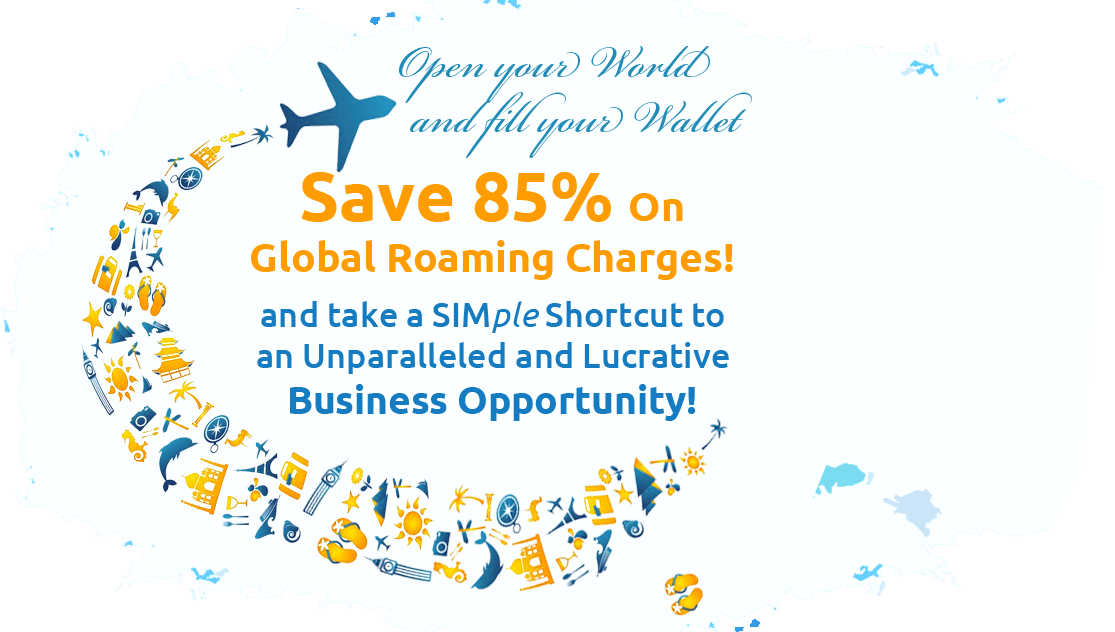 Open your World
and fill your Wallet
Save 85% On
Global Roaming Charges!
and take a SIMple Shortcut to
an Unparalleled and Lucrative
Business Opportunity!